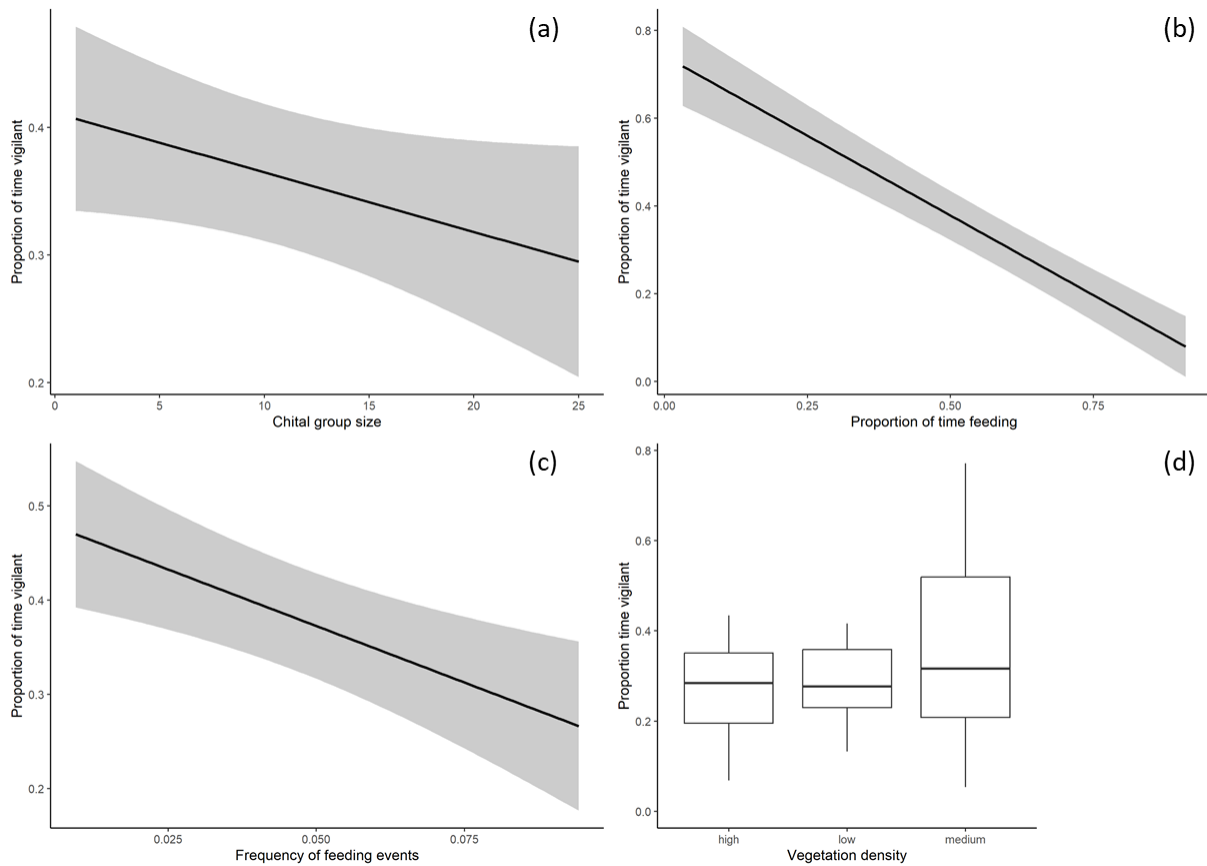 (a)
Proportion of time vigilant
0.4
0.3
0.2
0 5 10 15 20 25
Chital group size
(b)
Proportion of time vigilant
0.8
0.6
0.4
0.2
0.0
0.00 0.25 0.50 0.75
Proportion of time feeding
(c)
Proportion of time vigilant
0.5
0.4
0.3
0.2
0.025 0.050 0.075
Frequency of feeding events
(d)
Proportion time vigilant
0.8
0.6
0.4
0.2
0.0
high low medium
Vegetation density